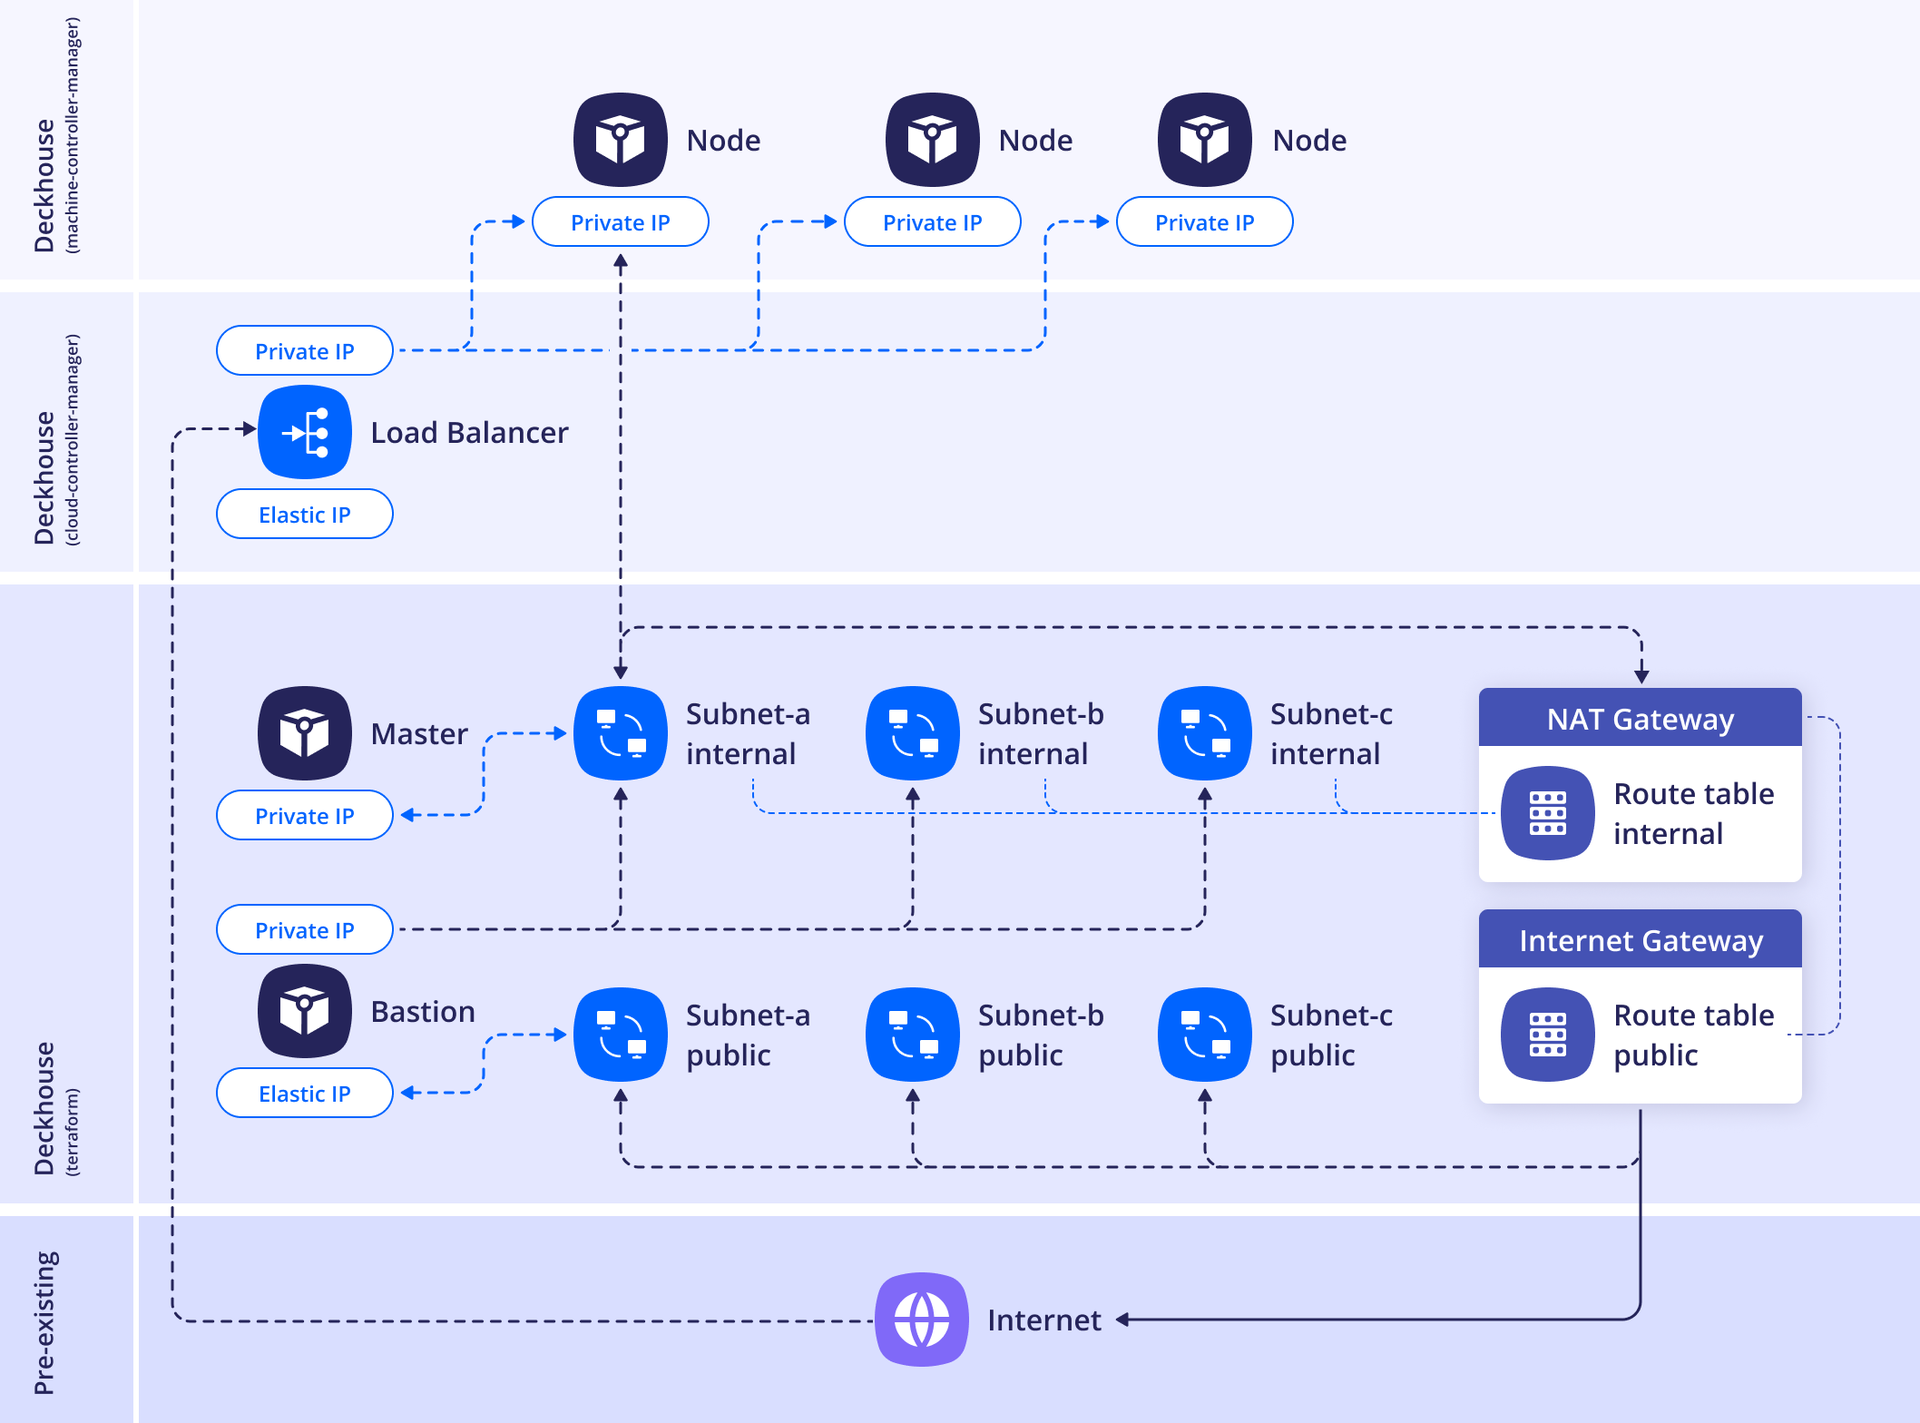 Deckhouse
(machine-controller-manager)
Node
Node
Node
Private IP
Private IP
Private IP
Deckhouse
(cloud-controller-manager)
Private IP
Load Balancer
Elastic IP
Deckhouse
(terraform)
Master
Private IP
Subnet-a
internal
Subnet-b
internal
Subnet-c
internal
NAT Gateway
Route table
internal
Private IP
Bastion
Elastic IP
Subnet-a
public
Subnet-b
public
Subnet-c
public
Internet Gateway
Route table
public
Pre-existing
Internet